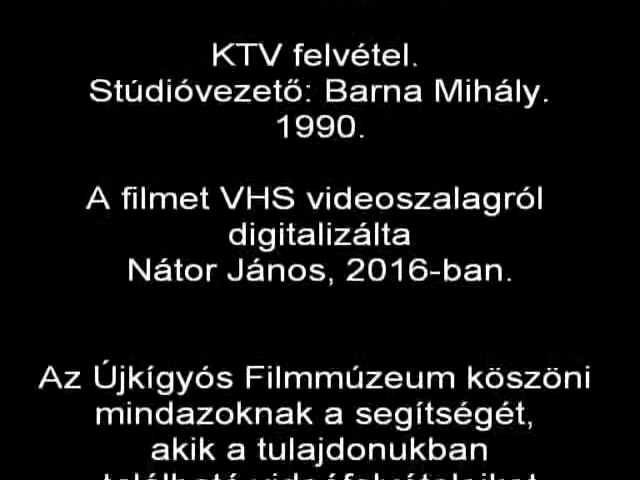 KTV felvétel.
Stúdióvezető: Barna Mihály.
1990.
A filmet VHS videoszalagról
digitalizálta
Nátor János, 2016-ban.
Az Újkígyós Filmmúzeum köszöni
mindazoknak a segítségét,
akik a tulajdonukban